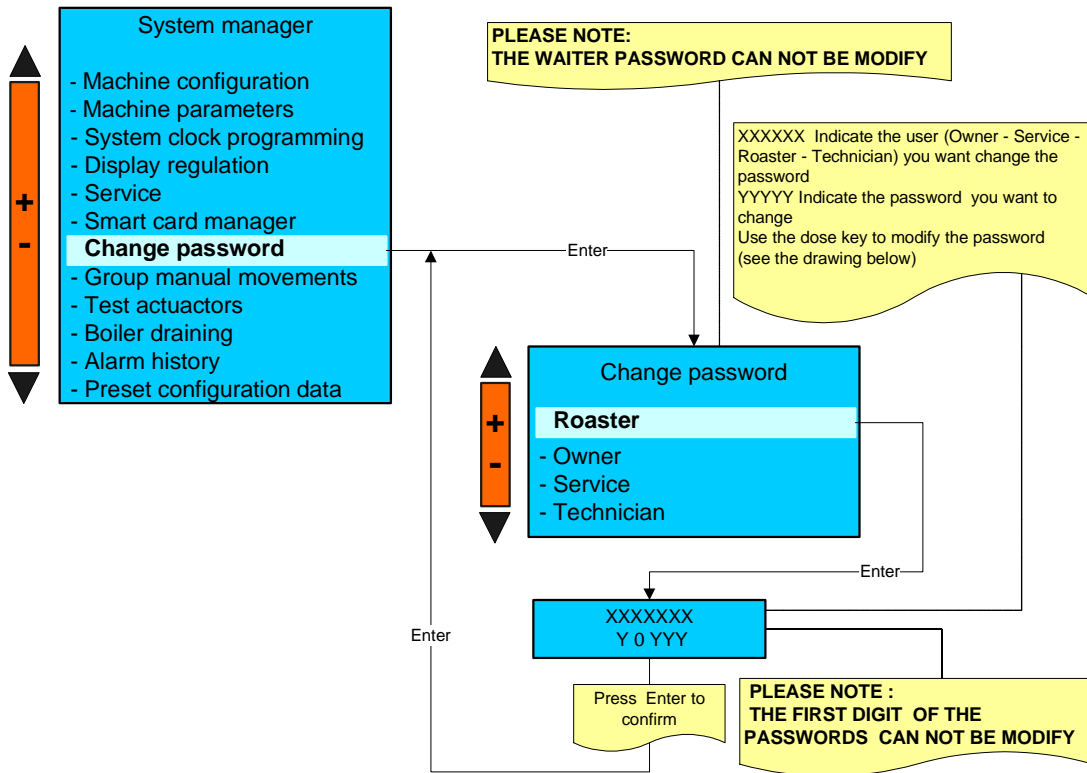 System manager
- Machine configuration
- Machine parameters
- System clock programming
- Display regulation
- Service
- Smart card manager
Change password
- Group manual movements
- Test actuactors
- Boiler draining
- Alarm history
- Preset configuration data
+
-
PLEASE NOTE:
THE WAITER PASSWORD CAN NOT BE MODIFY
XXXXXX Indicate the user (Owner - Service -
Roaster - Technician) you want change the
password
YYYYY Indicate the password you want to
change
Use the dose key to modify the password
(see the drawing below)
Enter
Change password
Roaster
- Owner
- Service
- Technician
+
-
Enter
XXXXXXX
Y 0 YYY
Enter
Press Enter to
confirm
PLEASE NOTE :
THE FIRST DIGIT OF THE
PASSWORDS CAN NOT BE MODIFY